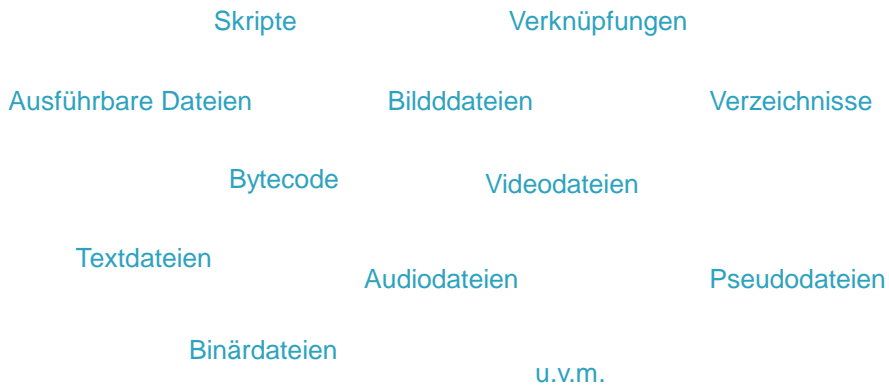 Skripte
Verknüpfungen
Ausführbare Dateien
Bildddateien
Verzeichnisse
Bytecode
Videodateien
Textdateien
Audiodateien
Pseudodateien
Binärdateien
u.v.m.